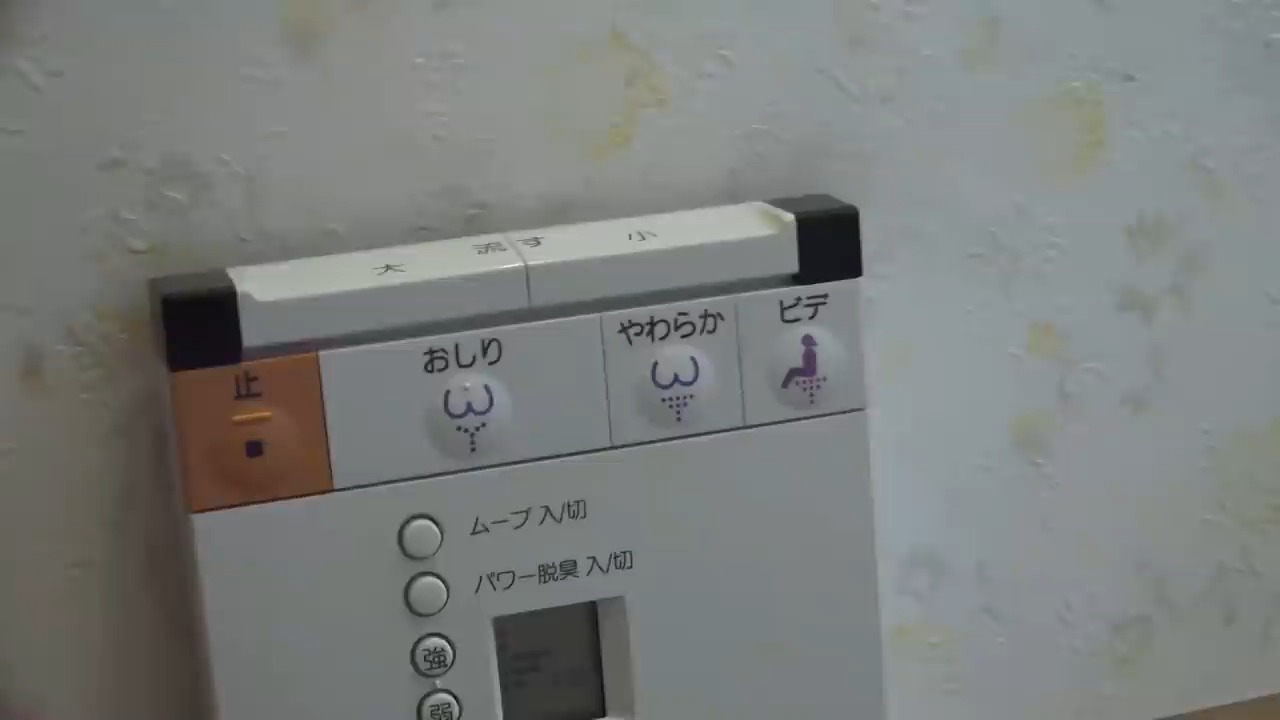 大 流す 小
止 おしり やわらか ビデ
ムーブ 入/切
パワー脱臭 入/切
強
弱